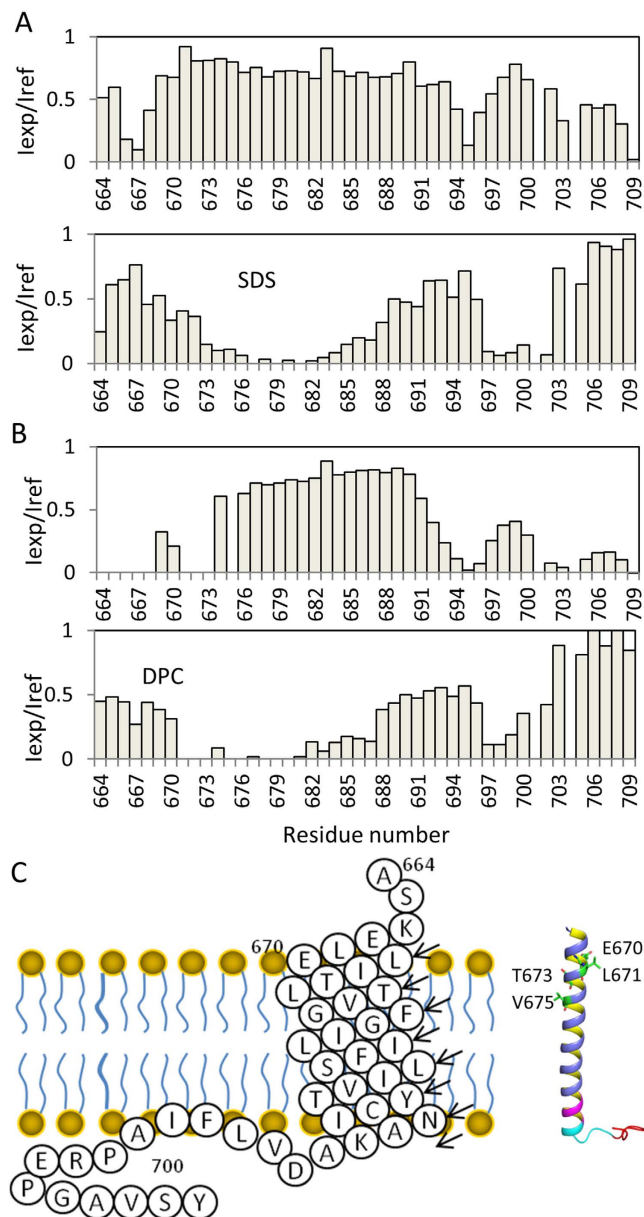 A
Iexp/Iref
1
0.5
0
664 667 670 673 676 679 682 685 688 691 694 697 700 703 706 709
SDS
Iexp/Iref
1
0.5
0
664 667 670 673 676 679 682 685 688 691 694 697 700 703 706 709
B
Iexp/Iref
1
0.5
0
664 667 670 673 676 679 682 685 688 691 694 697 700 703 706 709
DPC
Iexp/Iref
1
0.5
0
664 667 670 673 676 679 682 685 688 691 694 697 700 703 706 709
Residue number
C
A 664
S
670 E L E K
L T I L
G V T
L I G F
S F I
T V I L
I C Y
D A K A N
A I F L V
E R P 700
P G A V S Y
E670
T673 L671
V675